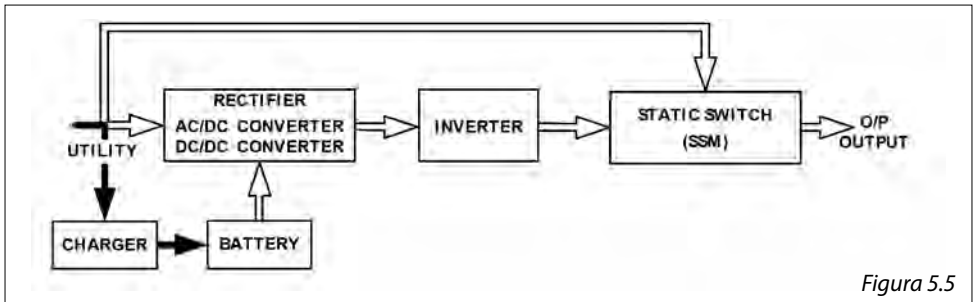 RECTIFIER
AC/DC CONVERTER
DC/DC CONVERTER
INVERTER
STATIC SWITCH
(SSM)
O/P
OUTPUT
UTILITY
CHARGER
BATTERY
Figura 5.5